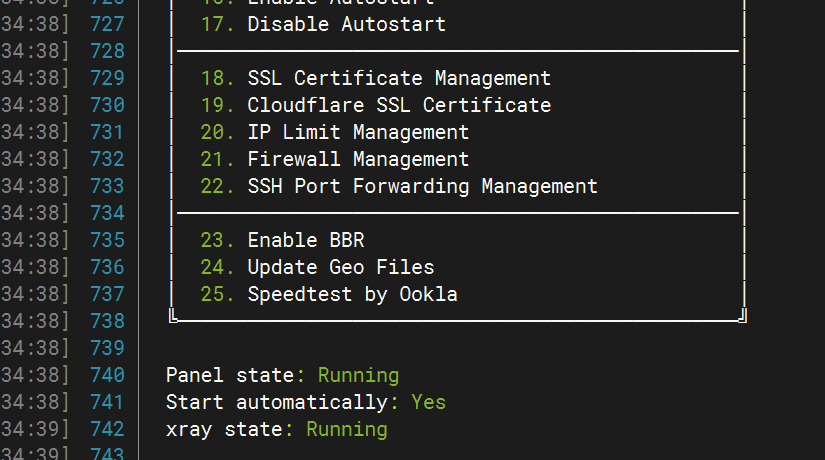 34:38] 726 16. Enable Autostart
34:38] 727 17. Disable Autostart
34:38] 728
34:38] 729 18. SSL Certificate Management
34:38] 730 19. Cloudflare SSL Certificate
34:38] 731 20. IP Limit Management
34:38] 732 21. Firewall Management
34:38] 733 22. SSH Port Forwarding Management
34:38] 734
34:38] 735 23. Enable BBR
34:38] 736 24. Update Geo Files
34:38] 737 25. Speedtest by Ookla
34:38] 738
34:38] 739
34:38] 740 Panel state: Running
34:38] 741 Start automatically: Yes
34:39] 742 xray state: Running
34:39] 743